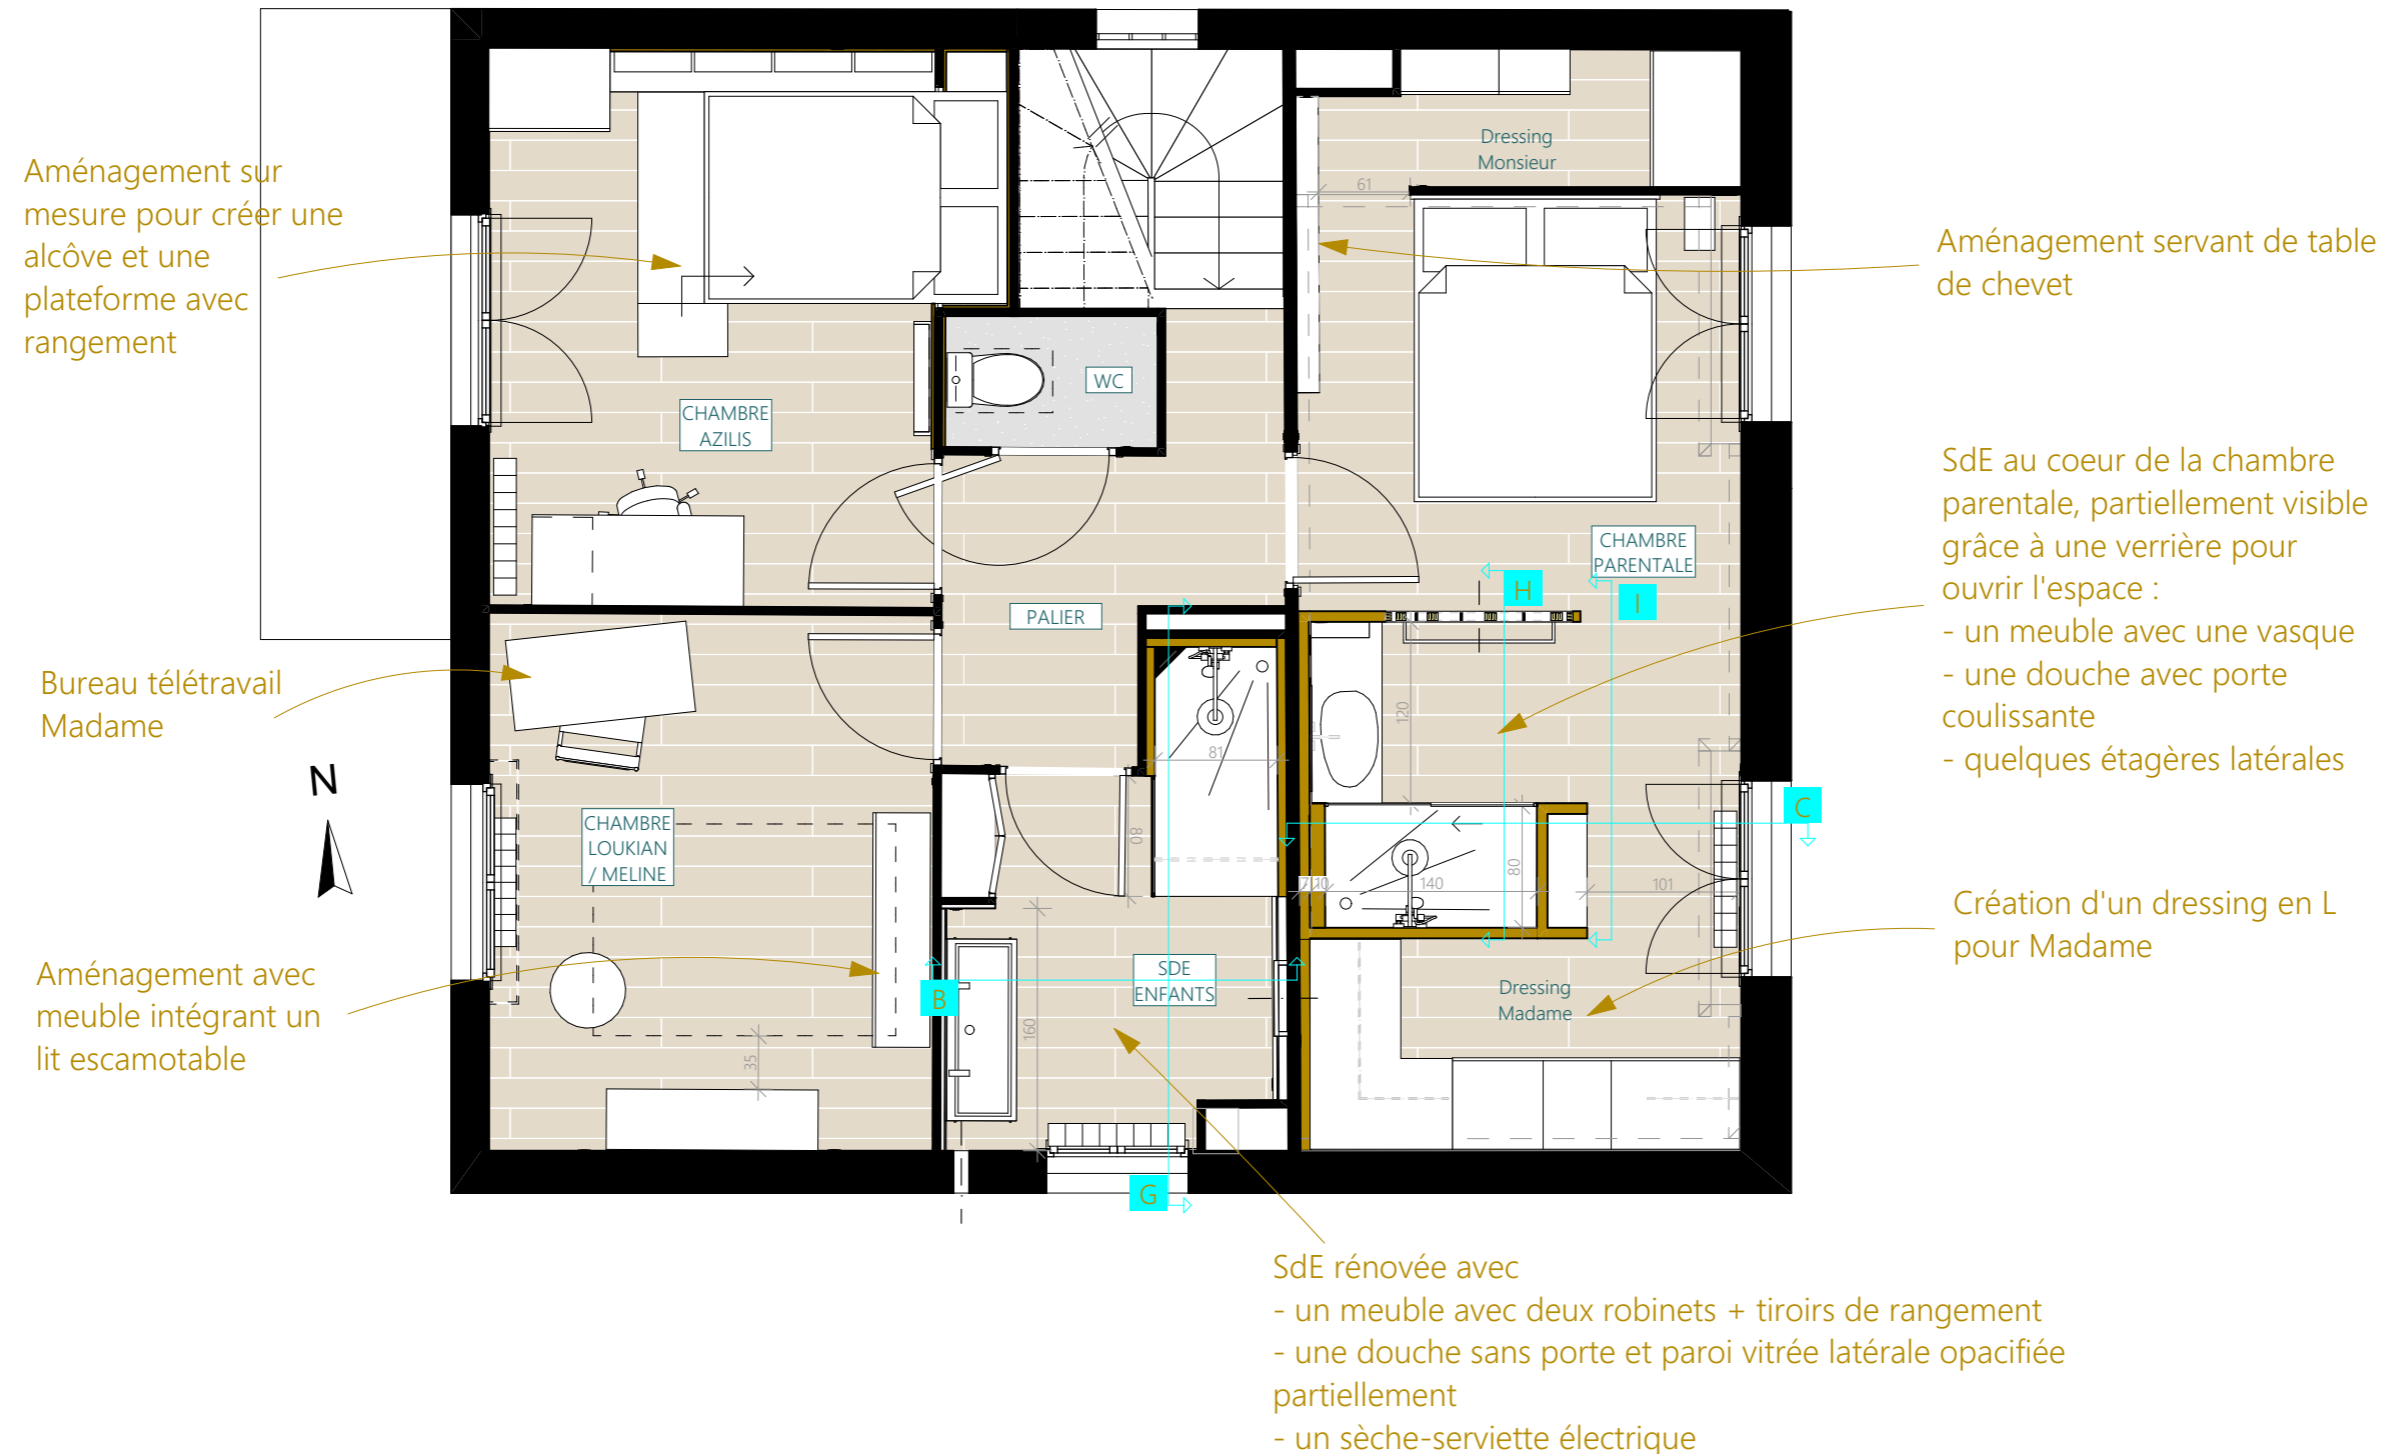 Aménagement sur
mesure pour créer une
alcôve et une
plateforme avec
rangement
Bureau télétravail
Madame
N
Aménagement avec
meuble intégrant un
lit escamotable
Dressing
Monsieur
61
WC
CHAMBRE
AZILIS
CHAMBRE
PARENTALE
H
I
PALIER
120
81
CHAMBRE
LOUKIAN
/ MELINE
80
C
7
10
140
80
101
SDE
ENFANTS
B
160
35
Dressing
Madame
G
Aménagement servant de table
de chevet
SdE au coeur de la chambre
parentale, partiellement visible
grâce à une verrière pour
ouvrir l'espace :
- un meuble avec une vasque
- une douche avec porte
coulissante
- quelques étagères latérales
Création d'un dressing en L
pour Madame
SdE rénovée avec
- un meuble avec deux robinets + tiroirs de rangement
- une douche sans porte et paroi vitrée latérale opacifiée
partiellement
- un sèche-serviette électrique